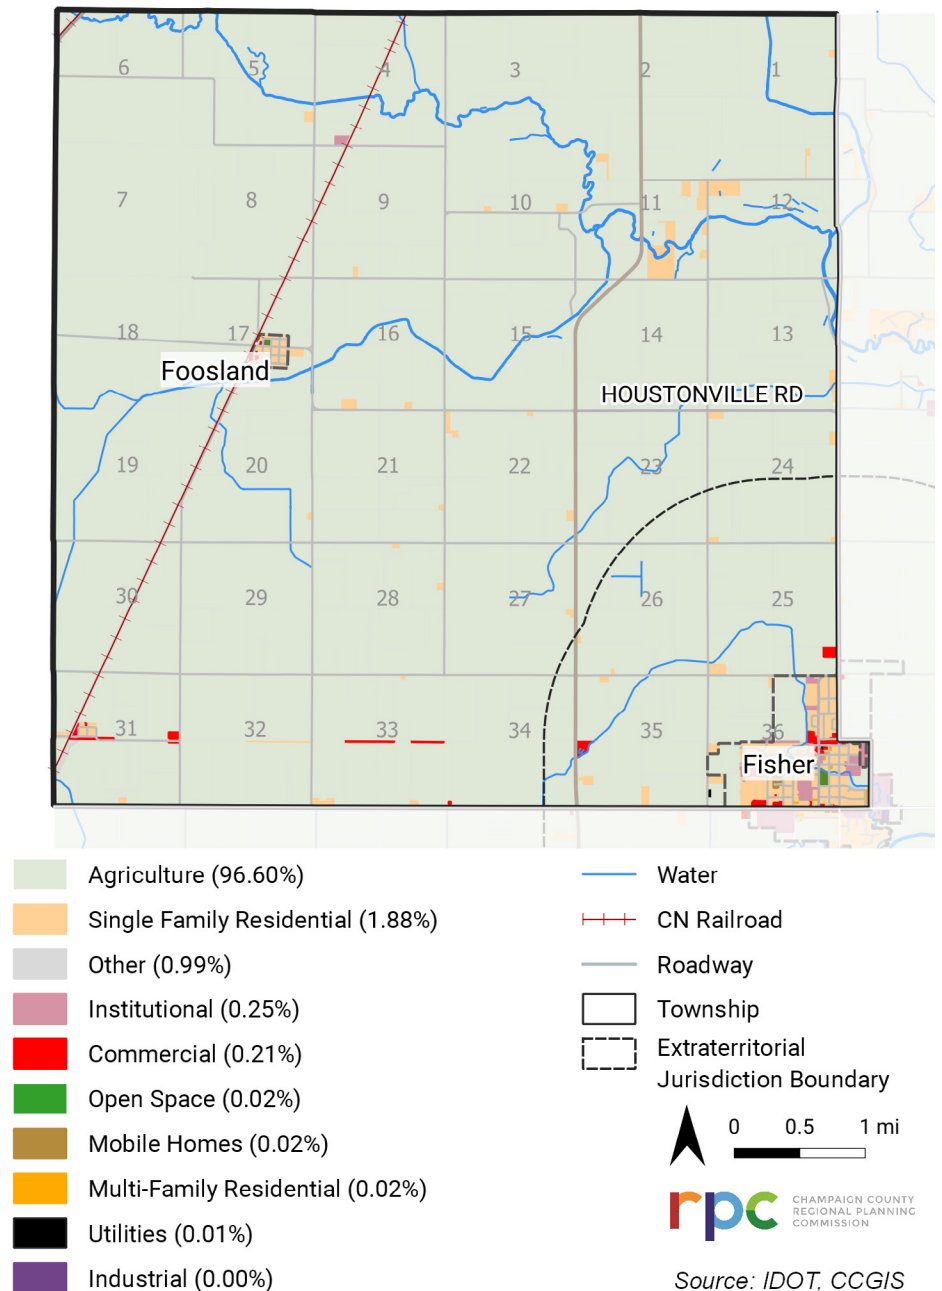 6 5 4 3 2 1
7 8 9 10 11 12
18 17 16 15 14 13
Foosland
HOUSTONVILLE RD
19 20 21 22 23 24
30 29 28 27 26 25
31 32 33 34 35 36
Fisher
Agriculture (96.60%)
Single Family Residential (1.88%)
Other (0.99%)
Institutional (0.25%)
Commercial (0.21%)
Open Space (0.02%)
Mobile Homes (0.02%)
Multi-Family Residential (0.02%)
Utilities (0.01%)
Industrial (0.00%)
Water
CN Railroad
Roadway
Township
Extraterritorial
Jurisdiction Boundary
0 0.5 1 mi
rpc
CHAMPAIGN COUNTY
REGIONAL PLANNING
COMMISSION
Source: IDOT, CCGIS